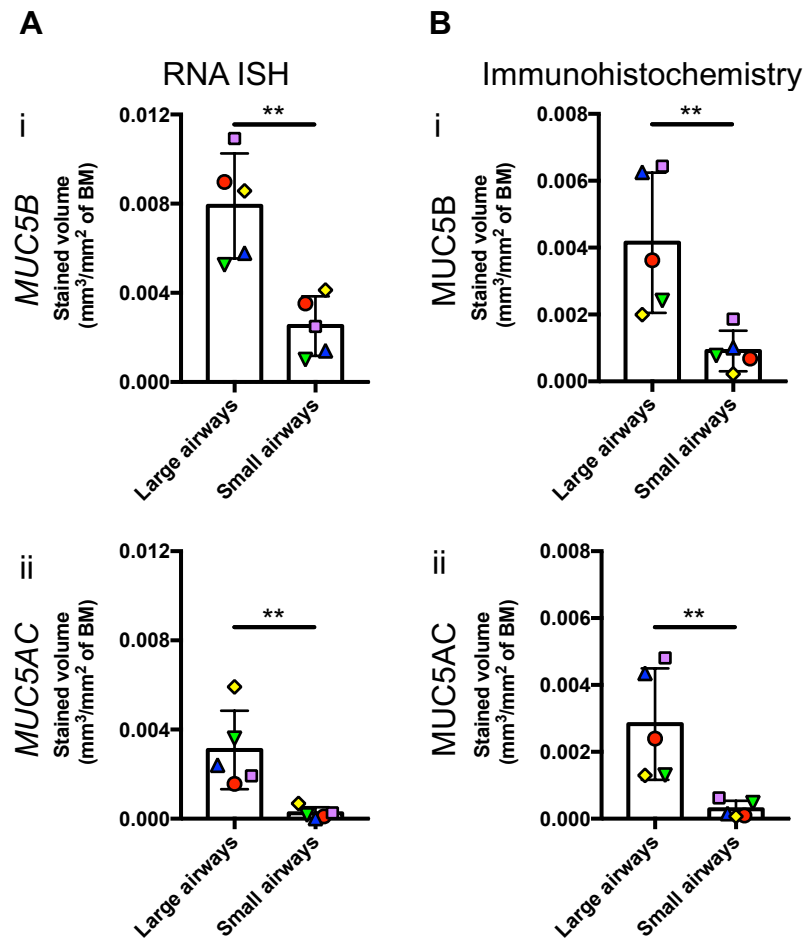 A
RNA ISH
i
MUC5B
Stained volume
(mm³/mm² of BM)
0.012
0.008
0.004
0.000
**
Large airways
Small airways
B
Immunohistochemistry
i
MUC5B
Stained volume
(mm³/mm² of BM)
0.008
0.006
0.004
0.002
0.000
**
Large airways
Small airways
ii
MUC5AC
Stained volume
(mm³/mm² of BM)
0.012
0.008
0.004
0.000
**
Large airways
Small airways
ii
MUC5AC
Stained volume
(mm³/mm² of BM)
0.008
0.006
0.004
0.002
0.000
**
Large airways
Small airways